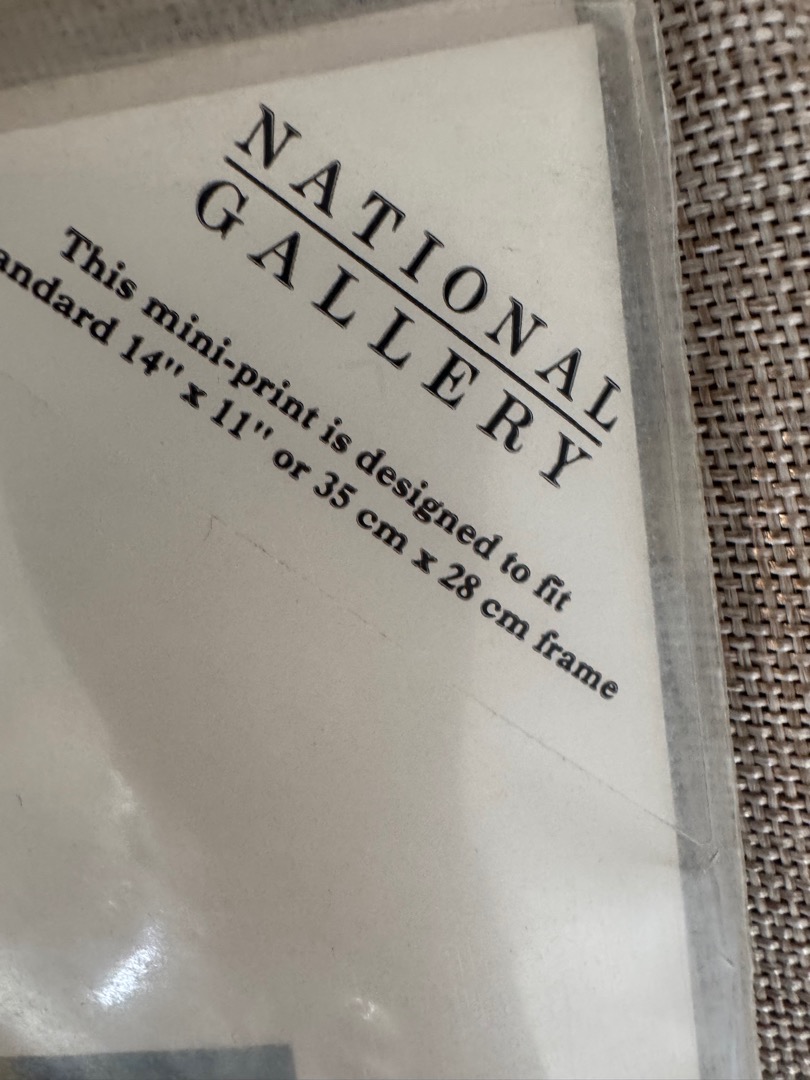 NATIONAL
GALLERY
This mini-print is designed to fit
andard 14" x 11" or 35 cm x 28 cm frame